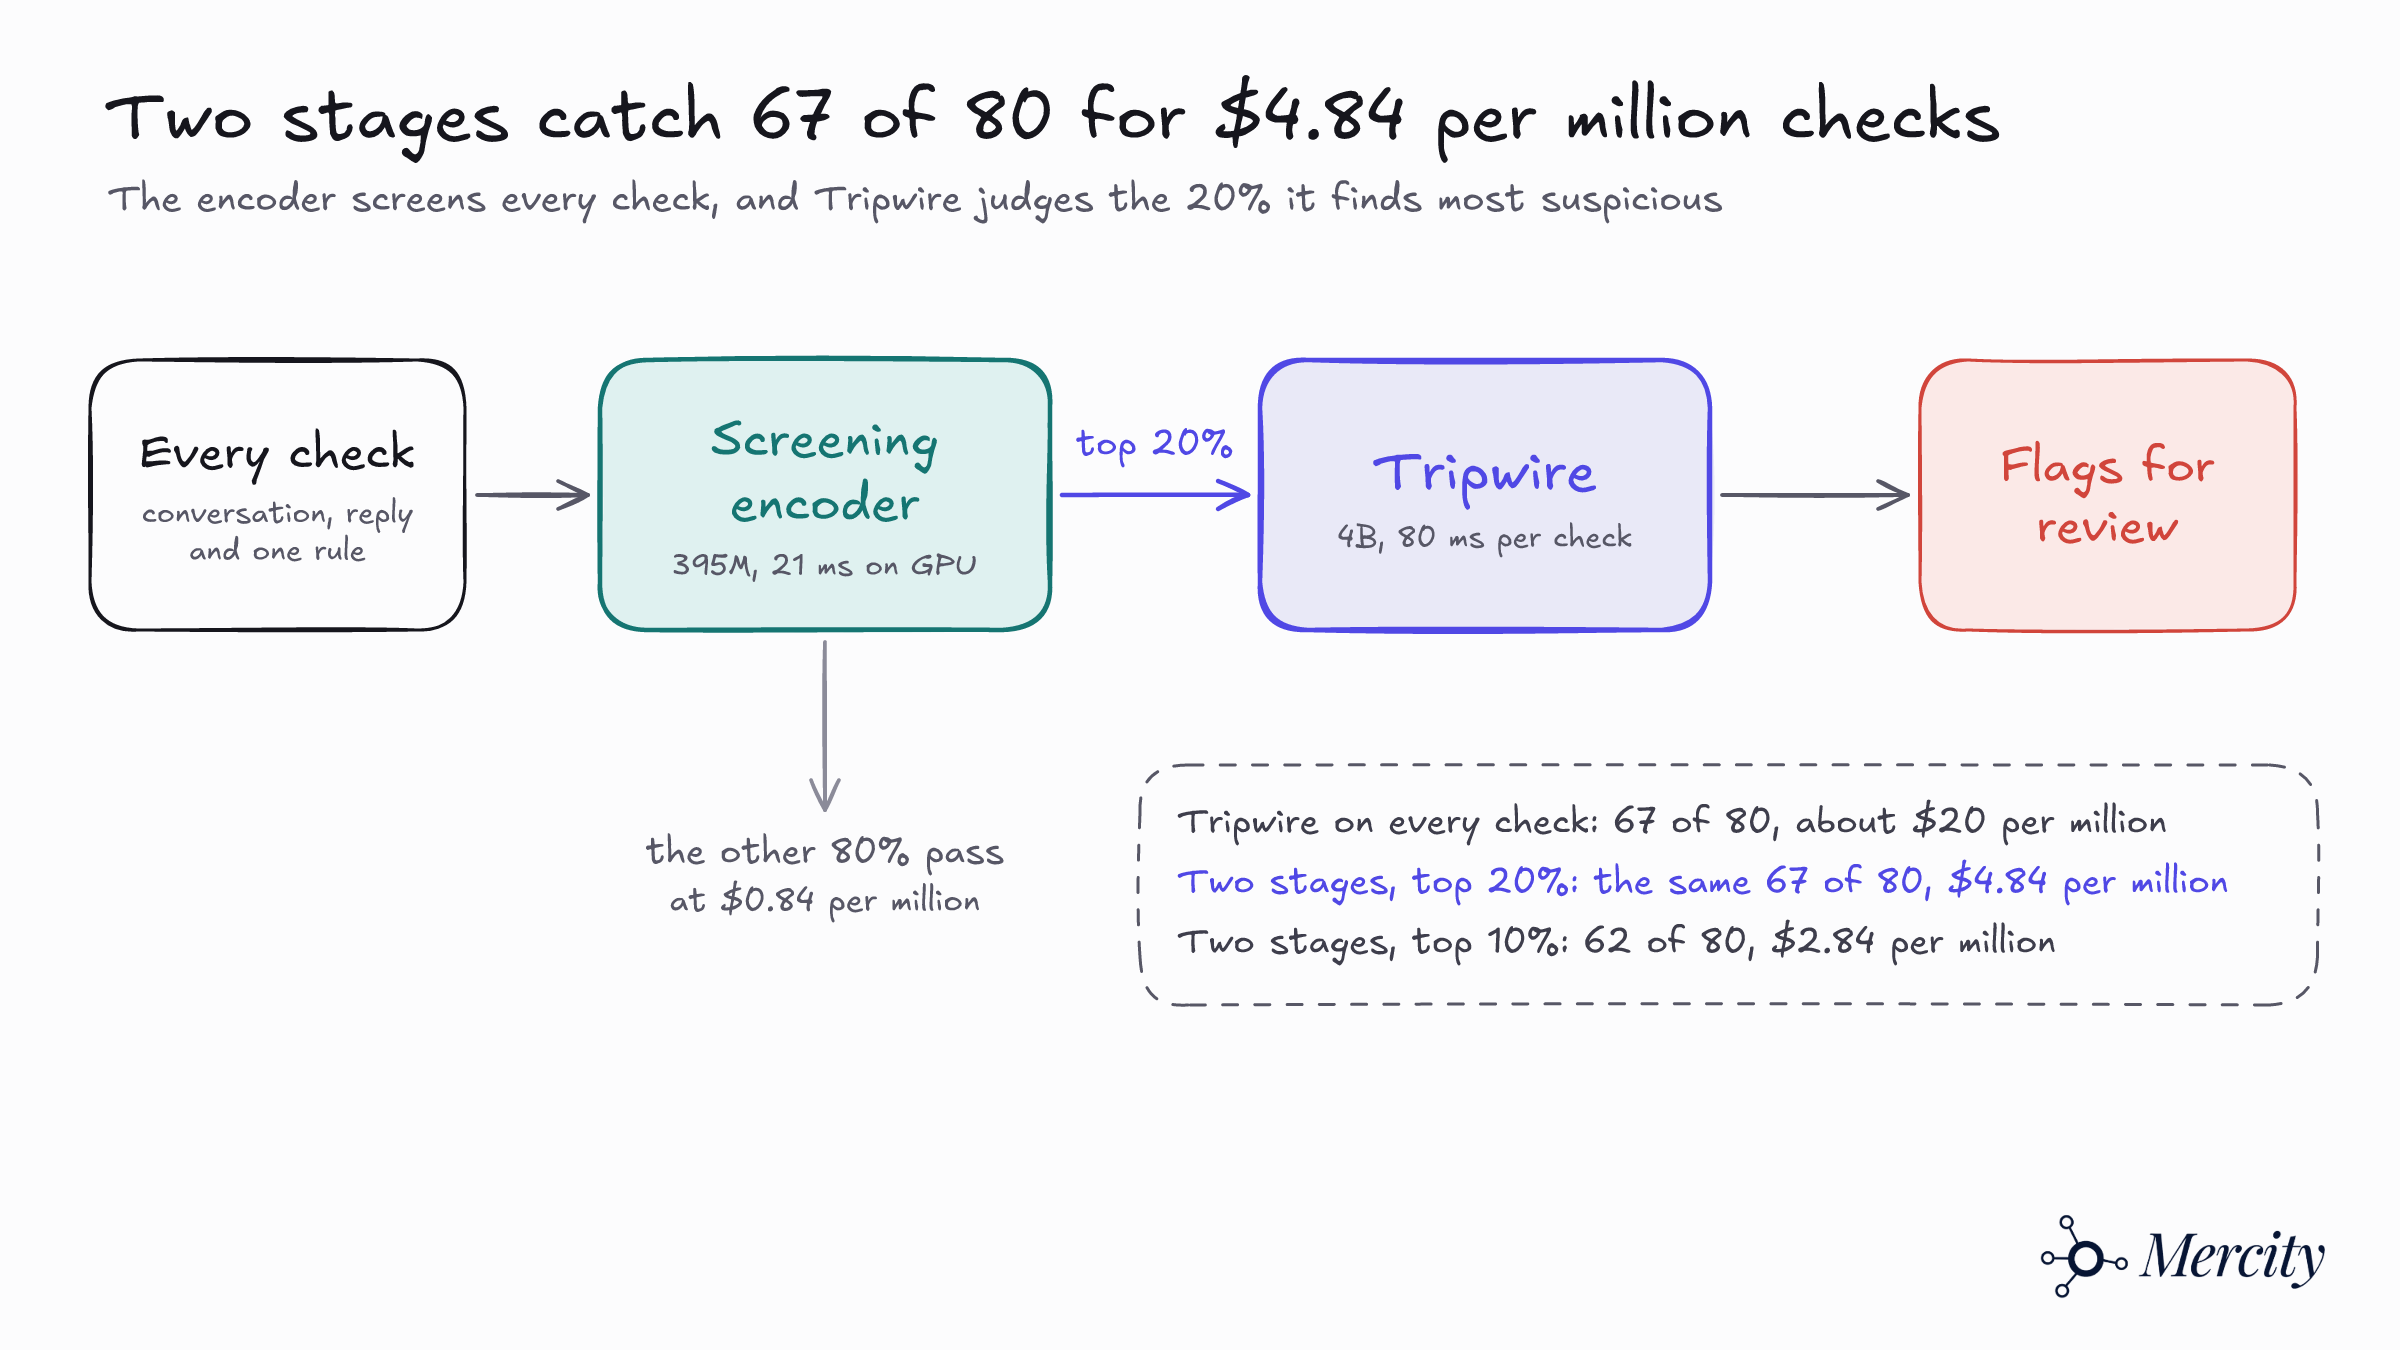 Two stages catch 67 of 80 for $4.84 per million checks
The encoder screens every check, and Tripwire judges the 20% it finds most suspicious
Every check
conversation, reply
and one rule
Screening
encoder
395M, 21 ms on GPU
top 20%
Tripwire
4B, 80 ms per check
Flags for
review
the other 80% pass
at $0.84 per million
Tripwire on every check: 67 of 80, about $20 per million
Two stages, top 20%: the same 67 of 80, $4.84 per million
Two stages, top 10%: 62 of 80, $2.84 per million
Mercity